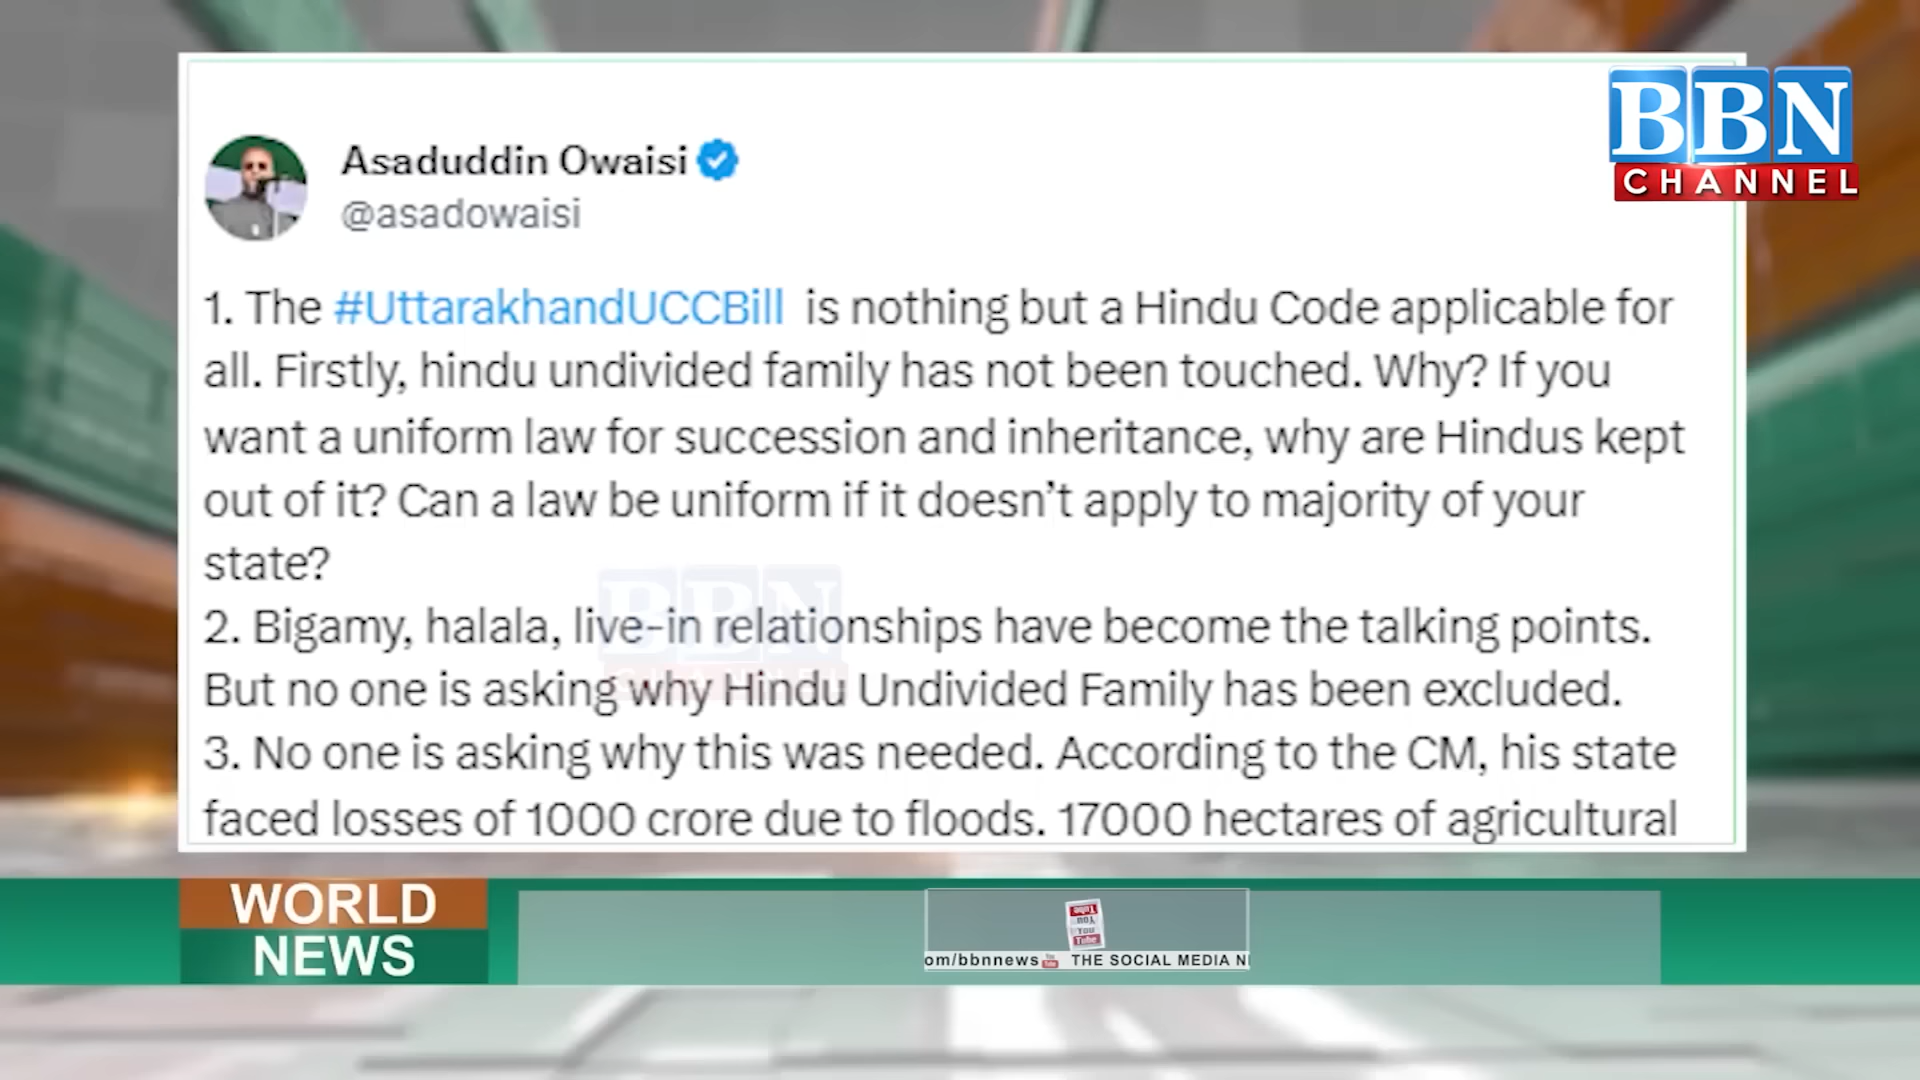 BBN
CHANNEL
Asaduddin Owaisi
@asadowaisi
1. The #UttarakhandUCCBill is nothing but a Hindu Code applicable for
all. Firstly, hindu undivided family has not been touched. Why? If you
want a uniform law for succession and inheritance, why are Hindus kept
out of it? Can a law be uniform if it doesn't apply to majority of your
state?
2. Bigamy, halala, live-in relationships have become the talking points.
But no one is asking why Hindu Undivided Family has been excluded.
3. No one is asking why this was needed. According to the CM, his state
faced losses of 1000 crore due to floods. 17000 hectares of agricultural
BBN
CHANNEL
WORLD
NEWS
You
Tube
om/bbnnews THE SOCIAL MEDIA N